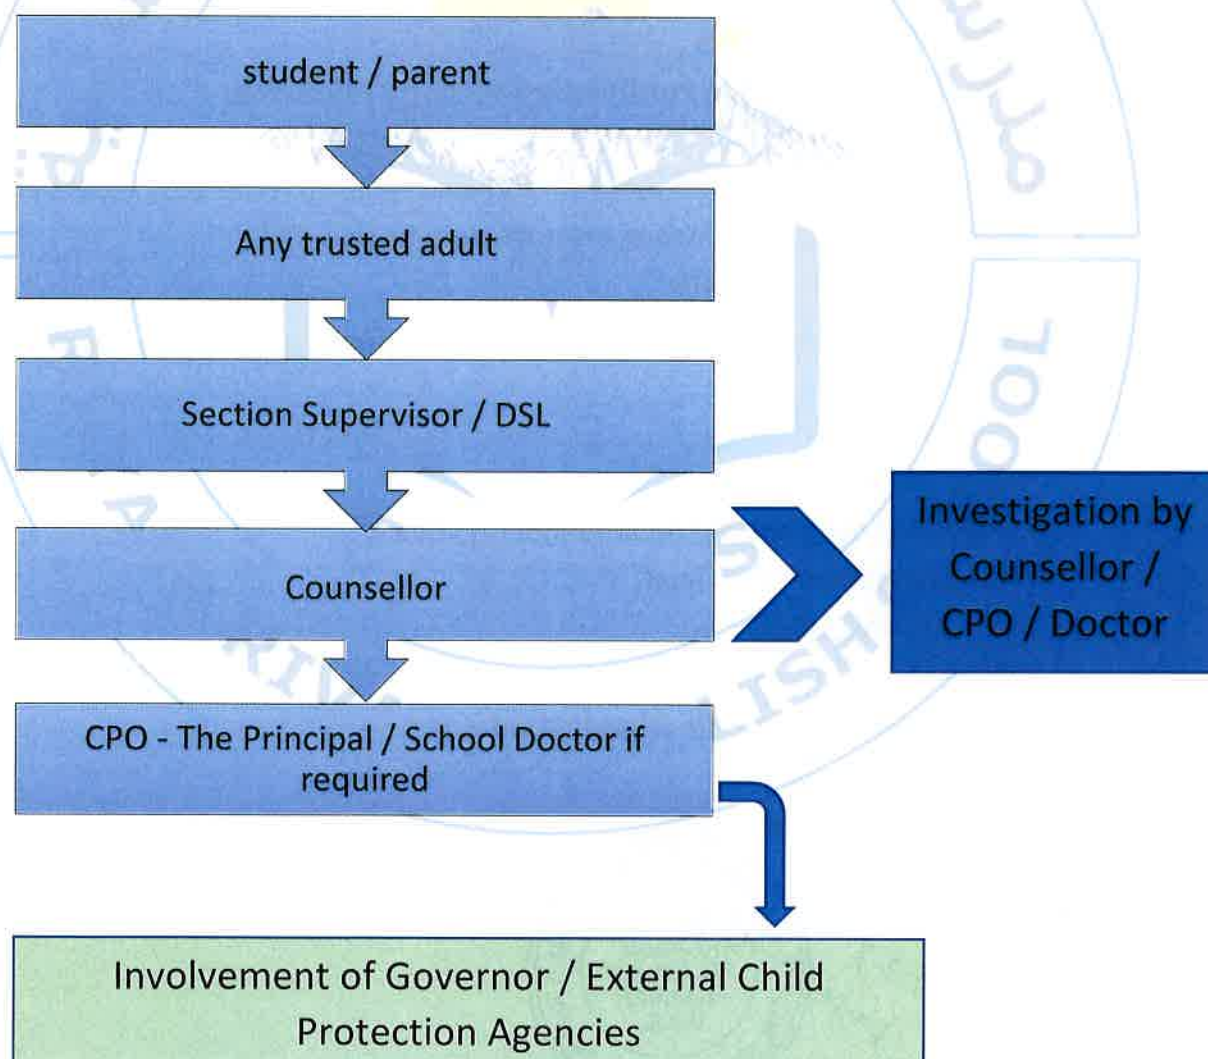 student / parent
Any trusted adult
Section Supervisor / DSL
Counsellor
Investigation by
Counsellor /
CPO / Doctor
CPO - The Principal / School Doctor if
required
Involvement of Governor / External Child
Protection Agencies